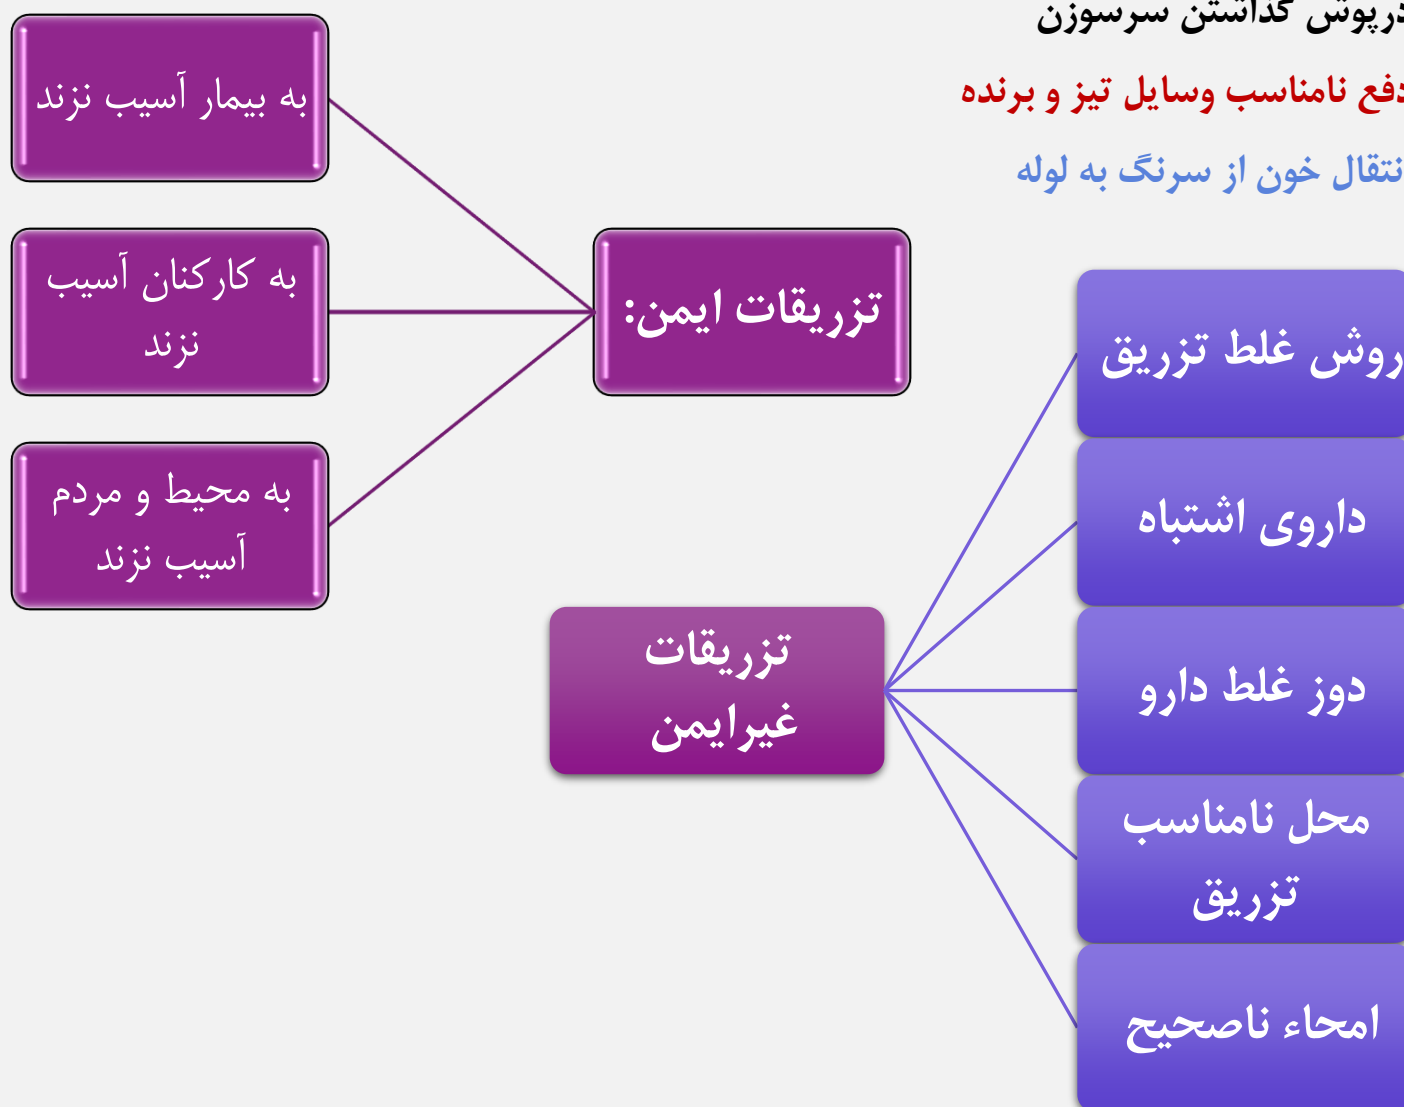 درپوش گذاشتن سرسوزن
دفع نامناسب وسایل تیز و برنده
انتقال خون از سرنگ به لوله
تزریقات ایمن:
به بیمار آسیب نزند
به کارکنان آسیب
نزند
به محیط و مردم
آسیب نزند
تزریقات
غیرایمن
روش غلط تزریق
داروی اشتباه
دوز غلط دارو
محل نامناسب
تزریق
امحاء ناصحیح